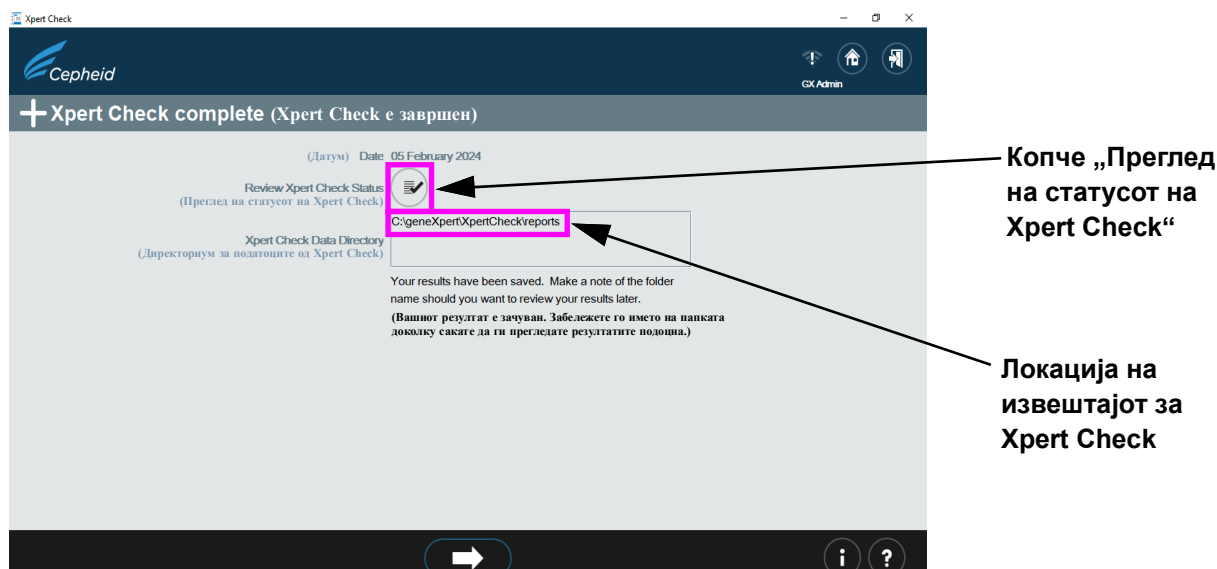 Xpert Check
Cepheid
GX Admin
Xpert Check complete (Xpert Check е завршен)
(Датум) Date 05 February 2024
Review Xpert Check Status
(Преглед на статусот на Xpert Check)
C:\geneXpert\XpertCheck\reports
Xpert Check Data Directory
(Директориум за податоците од Xpert Check)
Your results have been saved. Make a note of the folder
name should you want to review your results later.
(Вашиот резултат е зачуван. Забележете го името на папката
доколку сакате да ги прегледате резултатите подоцна.)
Копче „Преглед
на статусот на
Xpert Check“
Локација на
извештајот за
Xpert Check
i ?